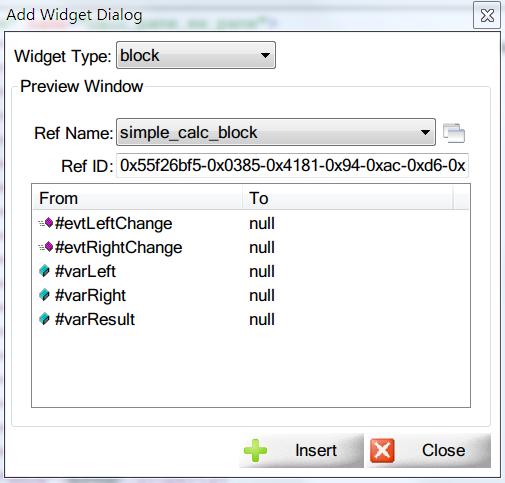 Add Widget Dialog
Widget Type: block
Preview Window
Ref Name: simple_calc_block
Ref ID: 0x55f26bf5-0x0385-0x4181-0x94-0xac-0xd6-0x
From To
#evtLeftChange null
#evtRightChange null
#varLeft null
#varRight null
#varResult null
Insert Close